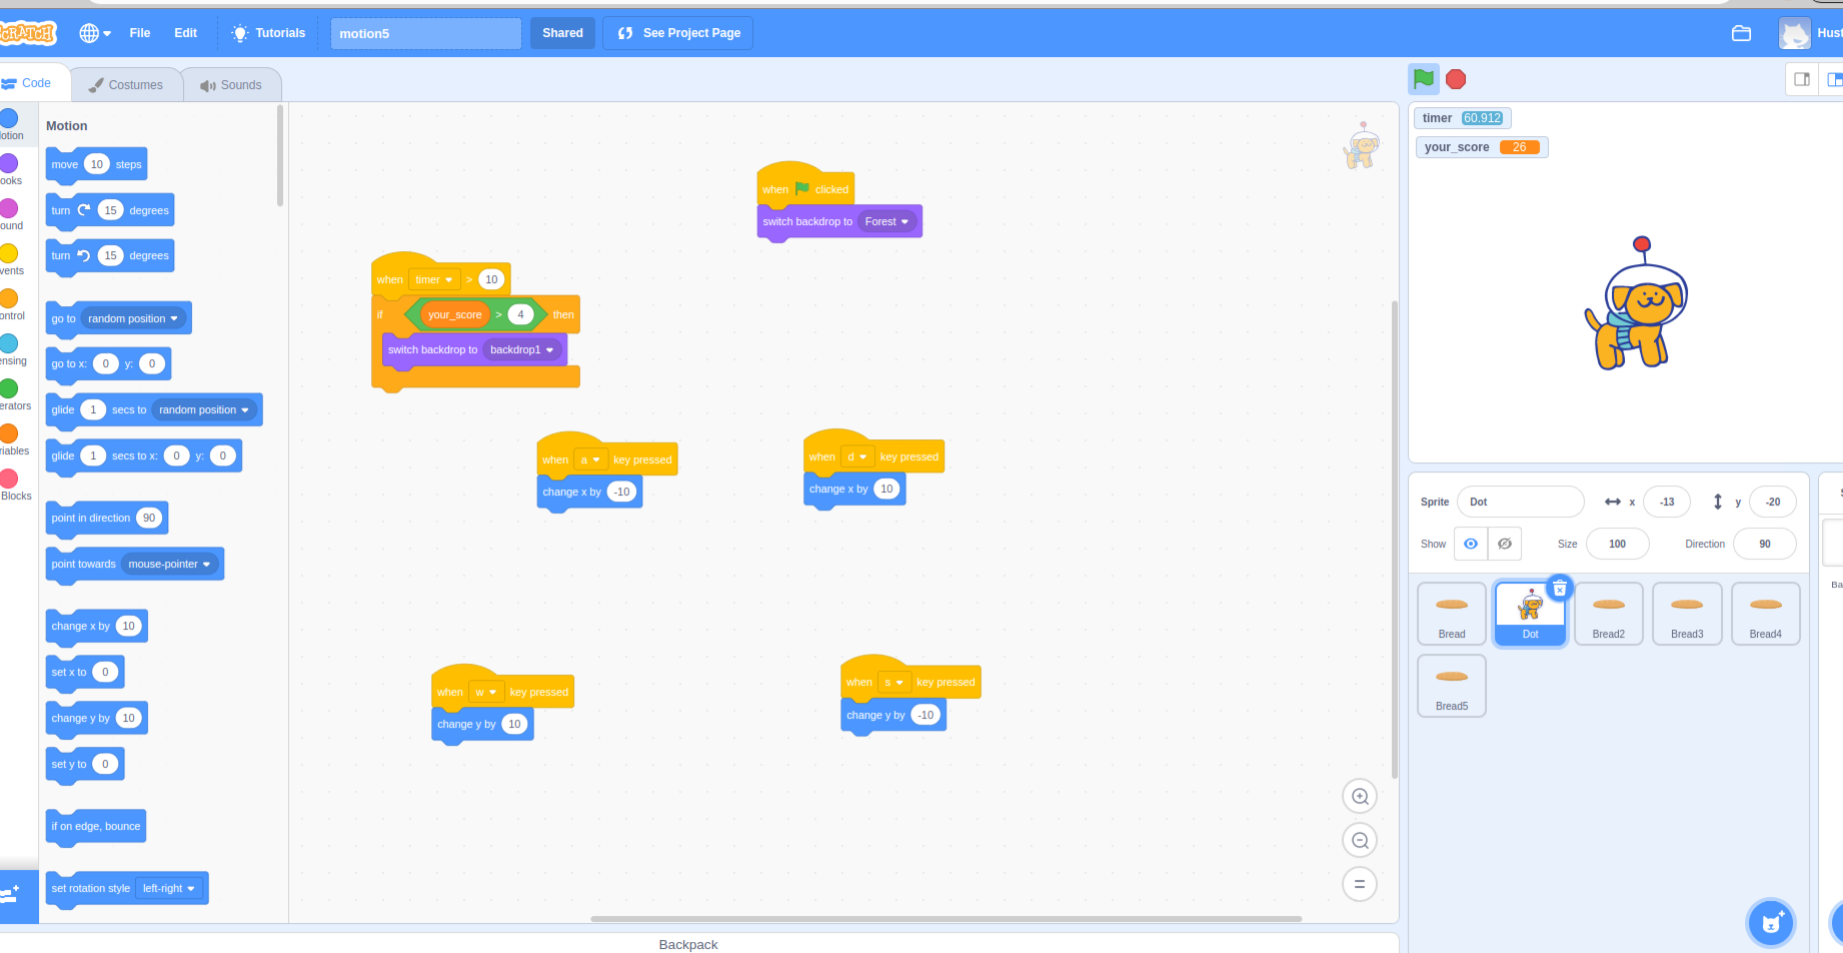 SCRATCH
File
Edit
Tutorials
motion5
Shared
See Project Page
Hust
Code
Costumes
Sounds
otion
ooks
ound
vents
ontrol
ensing
erators
riables
Blocks
Motion
move 10 steps
turn 15 degrees
turn 15 degrees
go to random position
go to x: 0 y: 0
glide 1 secs to random position
glide 1 secs to x: 0 y: 0
point in direction 90
point towards mouse-pointer
change x by 10
set x to 0
change y by 10
set y to 0
if on edge, bounce
set rotation style left-right
when clicked
switch backdrop to Forest
when timer > 10
if your_score > 4 then
switch backdrop to backdrop1
when a key pressed
change x by -10
when d key pressed
change x by 10
when w key pressed
change y by 10
when s key pressed
change y by -10
Backpack
timer 60.912
your_score 26
Sprite Dot x -13 y -20
Show Size 100 Direction 90
Bread
Dot
Bread2
Bread3
Bread4
Bread5
Ba